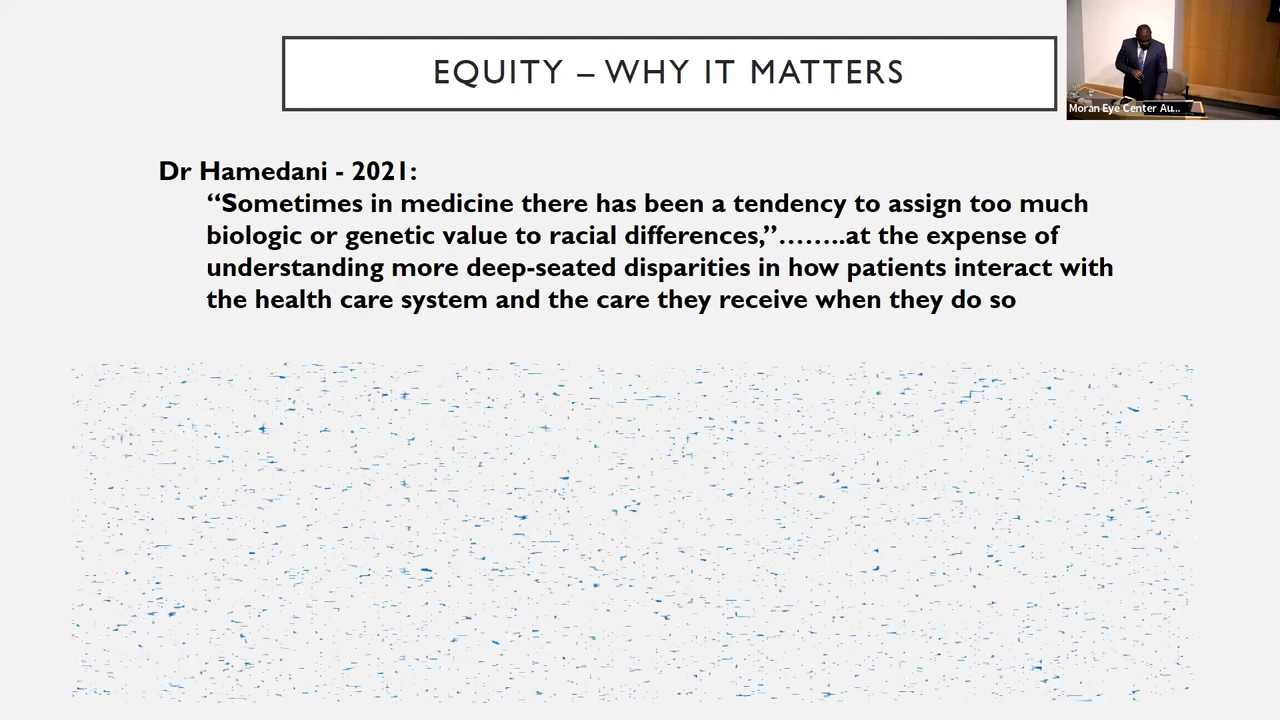 EQUITY – WHY IT MATTERS
Moran Eye Center Au...
Dr Hamedani - 2021:
“Sometimes in medicine there has been a tendency to assign too much
biologic or genetic value to racial differences,”........at the expense of
understanding more deep-seated disparities in how patients interact with
the health care system and the care they receive when they do so